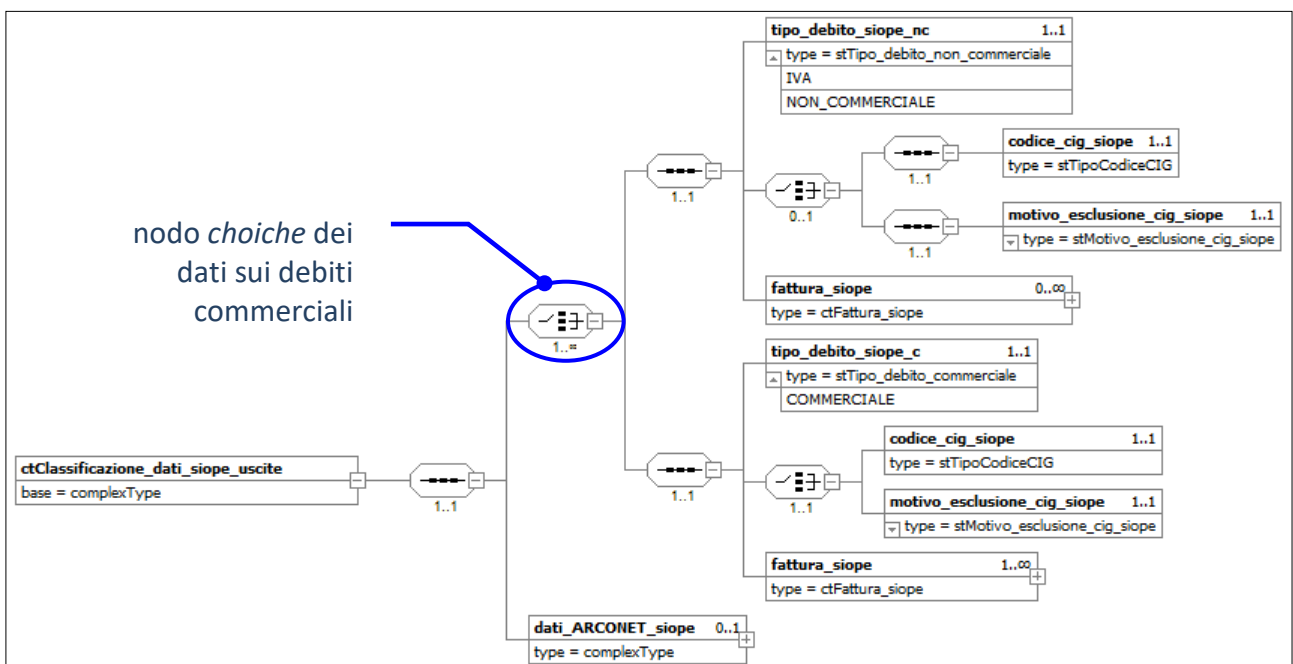 tipo_debito_siope_nc 1..1
type = stTipo_debito_non_commerciale
IVA
NON_COMMERCIALE
codice_cig_siope 1..1
type = stTipoCodiceCIG
1..1
1..1
0..1
motivo_esclusione_cig_siope 1..1
type = stMotivo_esclusione_cig_siope
1..1
nodo choiche dei
dati sui debiti
commerciali
fattura_siope 0..∞
type = ctFattura_siope
1..∞
tipo_debito_siope_c 1..1
type = stTipo_debito_commerciale
COMMERCIALE
codice_cig_siope 1..1
type = stTipoCodiceCIG
ctClassificazione_dati_siope_uscite
base = complexType
1..1
1..1
1..1
motivo_esclusione_cig_siope 1..1
type = stMotivo_esclusione_cig_siope
fattura_siope 1..∞
type = ctFattura_siope
dati_ARCONET_siope 0..1
type = complexType